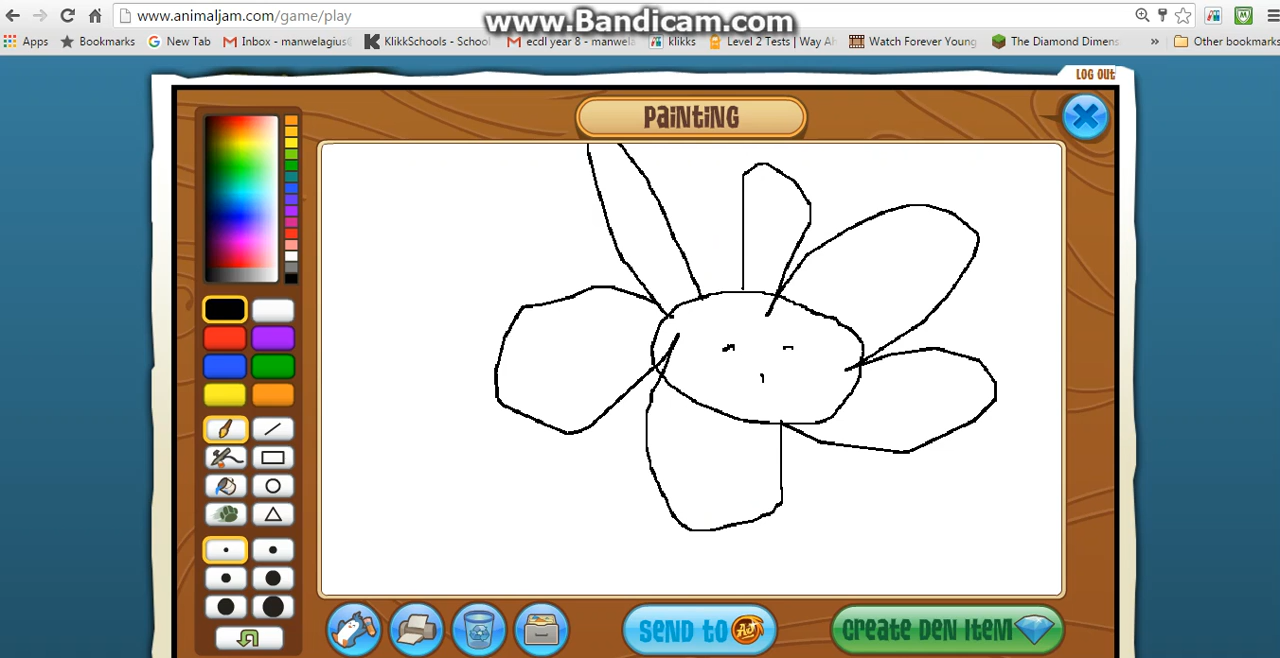 www.Bandicam.com
www.animaljam.com/game/play
Apps Bookmarks New Tab Inbox - manwelagius KlikkSchools - School ecdl year 8 - manwela klikks Level 2 Tests | Way Ah Watch Forever Young The Diamond Dimens » Other bookmarks
LOG OUT
PAINTING
SEND TO AJ
CREATE DEN ITEM